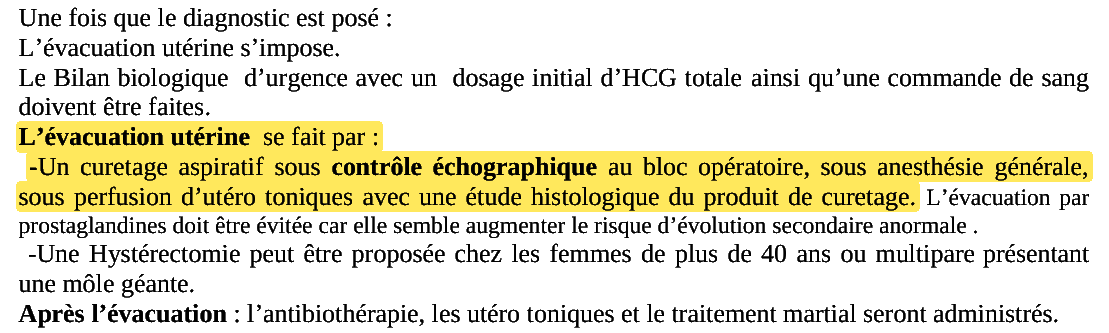 Une fois que le diagnostic est posé :
L’évacuation utérine s’impose.
Le Bilan biologique d’urgence avec un dosage initial d’HCG totale ainsi qu’une commande de sang
doivent être faites.
L’évacuation utérine se fait par :
-Un curetage aspiratif sous contrôle échographique au bloc opératoire, sous anesthésie générale,
sous perfusion d’utéro toniques avec une étude histologique du produit de curetage. L’évacuation par
prostaglandines doit être évitée car elle semble augmenter le risque d’évolution secondaire anormale .
-Une Hystérectomie peut être proposée chez les femmes de plus de 40 ans ou multipare présentant
une môle géante.
Après l’évacuation : l’antibiothérapie, les utéro toniques et le traitement martial seront administrés.